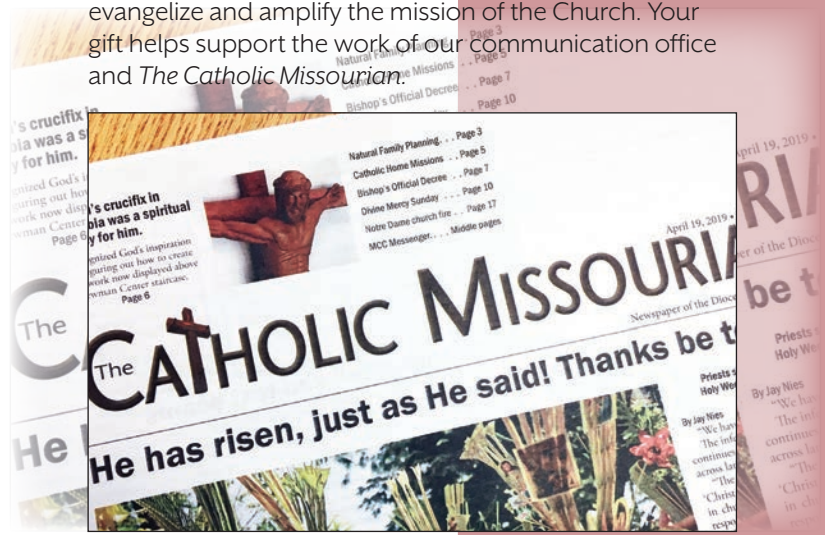 evangelize and amplify the mission of the Church. Your
gift helps support the work of our communication office
and The Catholic Missourian.
Natural Family Planning. . . Page 3
Catholic Home Missions . . . Page 5
Bishop's Official Decree . . . Page 7
Divine Mercy Sunday . . . Page 10
Notre Dame church fire . . . Page 17
MCC Messenger. . . . Middle pages
's crucifix in
bia was a spiritual
y for him.
gnized God's inspiration
guring out how to create
work now displayed above
wman Center staircase.
Page 6
April 19, 2019 •
The CATHOLIC MISSOURIA
Newspaper of the Dioc
He has risen, just as He said! Thanks be t
Priests s
Holy We
By Jay Nies
"We hav
The inf
continues
across la
"The
'Christ
in ch
respo